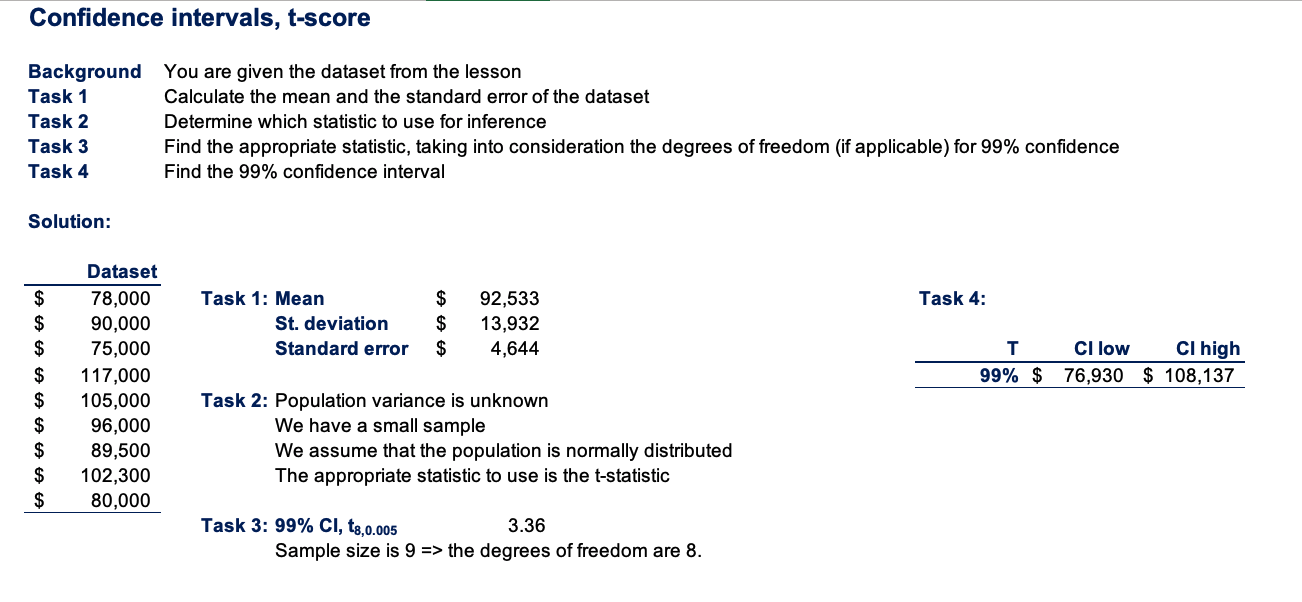 Confidence intervals, t-score
Background You are given the dataset from the lesson
Task 1 Calculate the mean and the standard error of the dataset
Task 2 Determine which statistic to use for inference
Task 3 Find the appropriate statistic, taking into consideration the degrees of freedom (if applicable) for 99% confidence
Task 4 Find the 99% confidence interval
Solution:
Dataset
$ 78,000 Task 1: Mean $ 92,533 Task 4:
$ 90,000 St. deviation $ 13,932
$ 75,000 Standard error $ 4,644 T CI low CI high
$ 117,000 99% $ 76,930 $ 108,137
$ 105,000 Task 2: Population variance is unknown
$ 96,000 We have a small sample
$ 89,500 We assume that the population is normally distributed
$ 102,300 The appropriate statistic to use is the t-statistic
$ 80,000
Task 3: 99% CI, t8,0.005 3.36
Sample size is 9 => the degrees of freedom are 8.